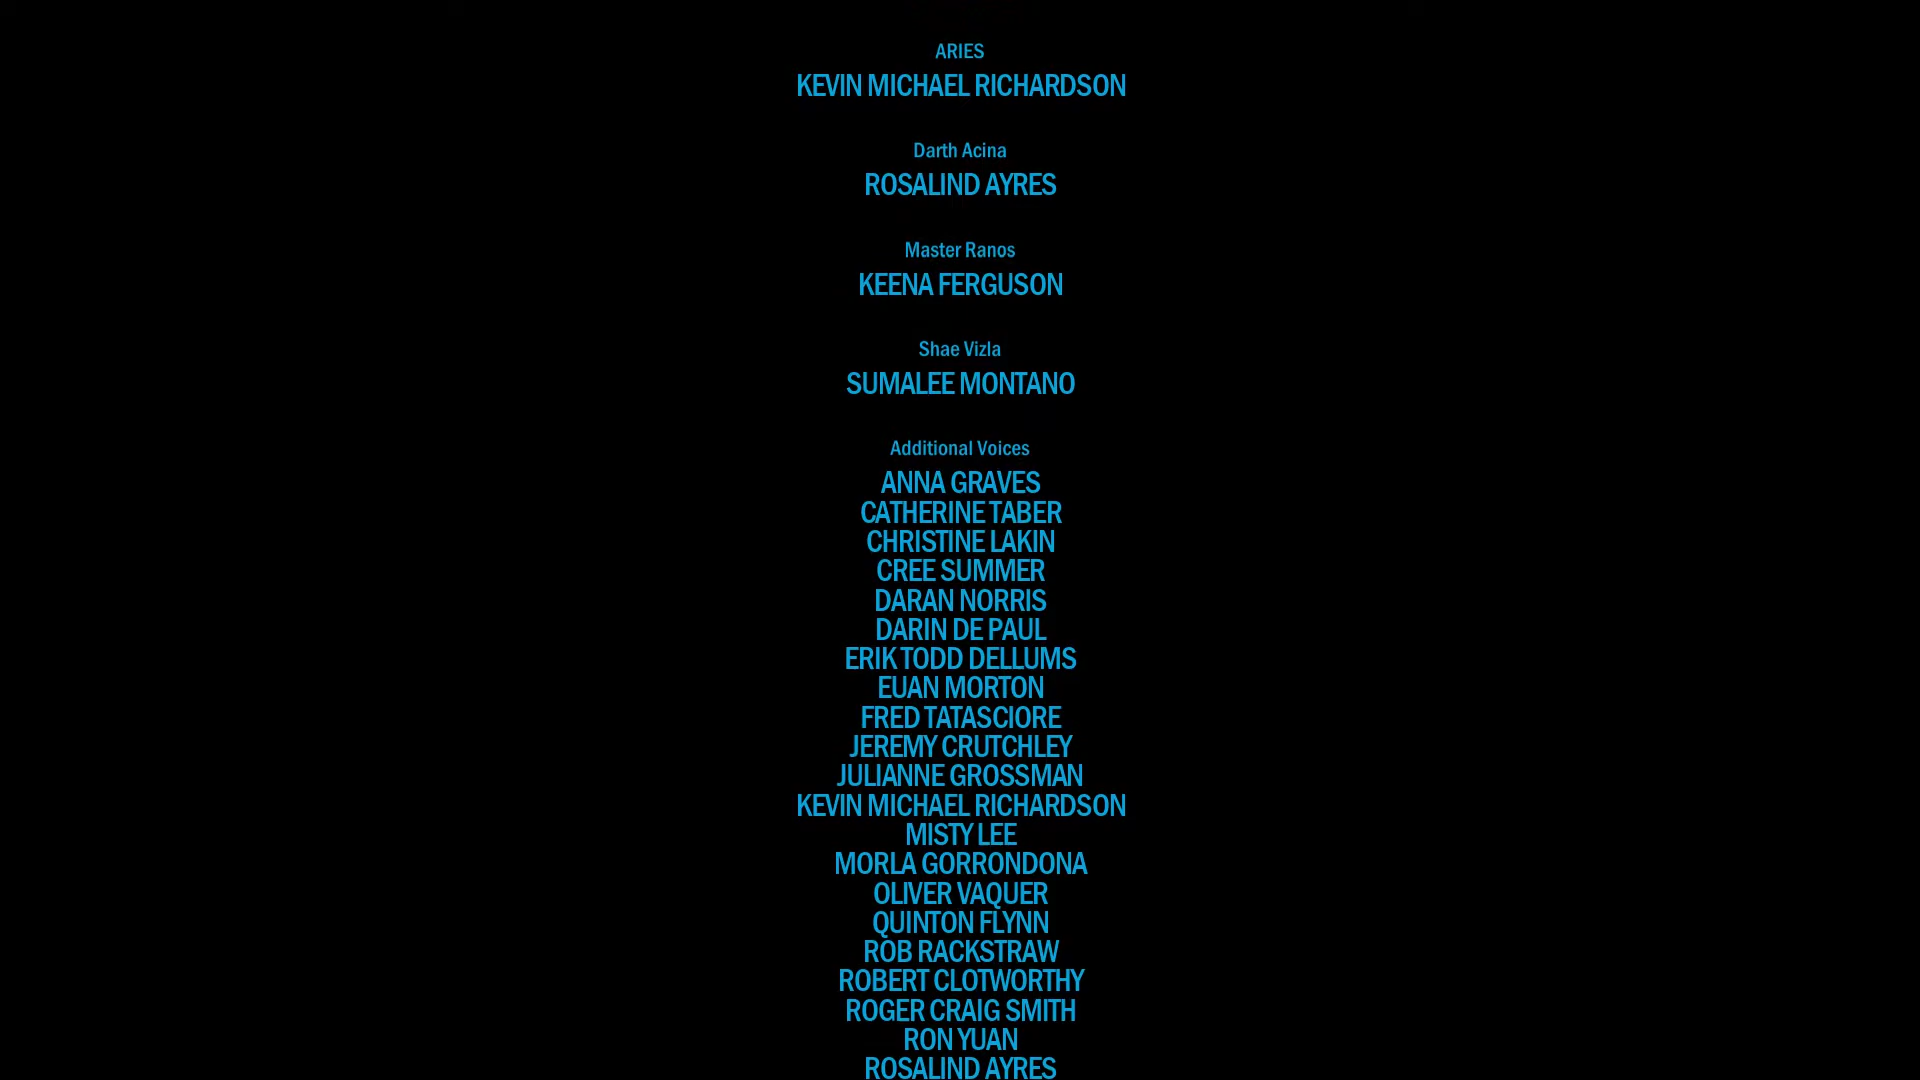 ARIES
KEVIN MICHAEL RICHARDSON
Darth Acina
ROSALIND AYRES
Master Ranos
KEENA FERGUSON
Shae Vizla
SUMALEE MONTANO
Additional Voices
ANNA GRAVES
CATHERINE TABER
CHRISTINE LAKIN
CREE SUMMER
DARAN NORRIS
DARIN DE PAUL
ERIK TODD DELLUMS
EUAN MORTON
FRED TATASCIORE
JEREMY CRUTCHLEY
JULIANNE GROSSMAN
KEVIN MICHAEL RICHARDSON
MISTY LEE
MORLA GORRONDONA
OLIVER VAQUER
QUINTON FLYNN
ROB RACKSTRAW
ROBERT CLOTWORTHY
ROGER CRAIG SMITH
RON YUAN
ROSALIND AYRES